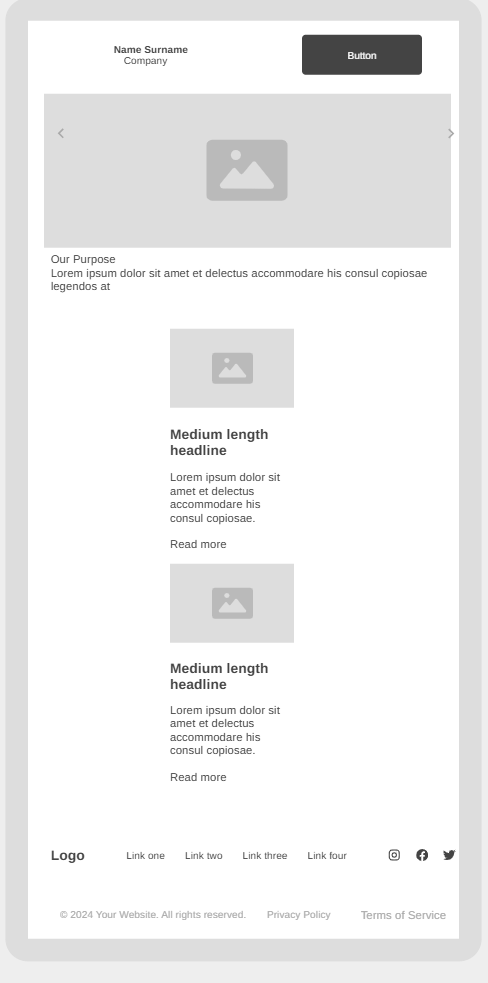 Name Surname
Company
Button
Our Purpose
Lorem ipsum dolor sit amet et delectus accommodare his consul copiosae
legendos at
Medium length
headline
Lorem ipsum dolor sit
amet et delectus
accommodare his
consul copiosae.
Read more
Medium length
headline
Lorem ipsum dolor sit
amet et delectus
accommodare his
consul copiosae.
Read more
Logo Link one Link two Link three Link four
© 2024 Your Website. All rights reserved. Privacy Policy Terms of Service